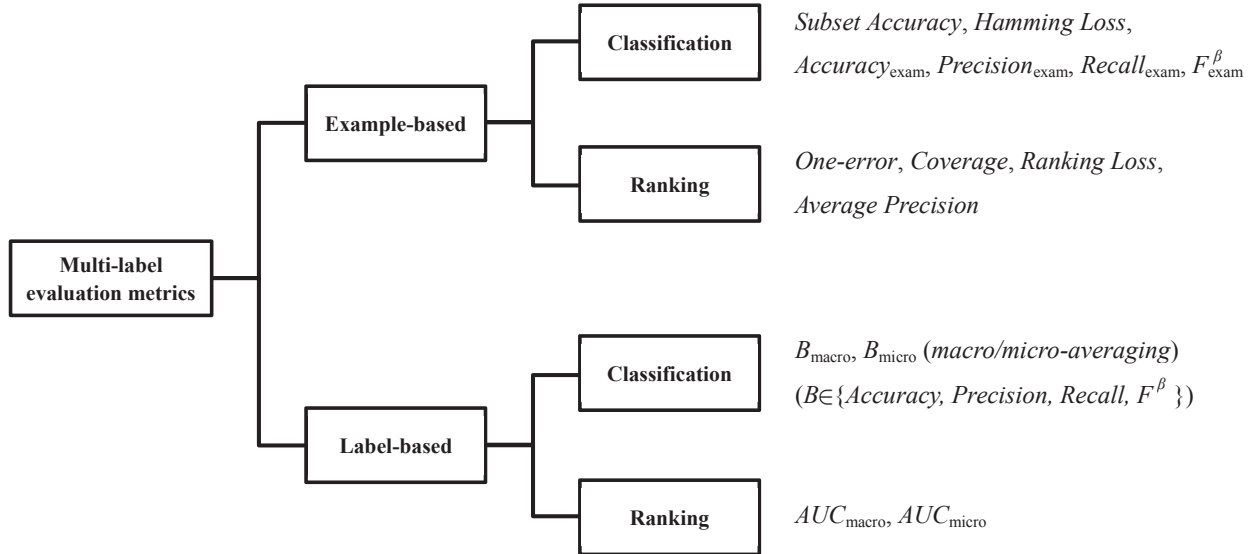 Classification
Subset Accuracy, Hamming Loss,
Accuracy_exam, Precision_exam, Recall_exam, F^β_exam
Example-based
Ranking
One-error, Coverage, Ranking Loss,
Average Precision
Multi-label
evaluation metrics
Classification
B_macro, B_micro (macro/micro-averaging)
(B∈{Accuracy, Precision, Recall, F^β })
Label-based
Ranking
AUC_macro, AUC_micro